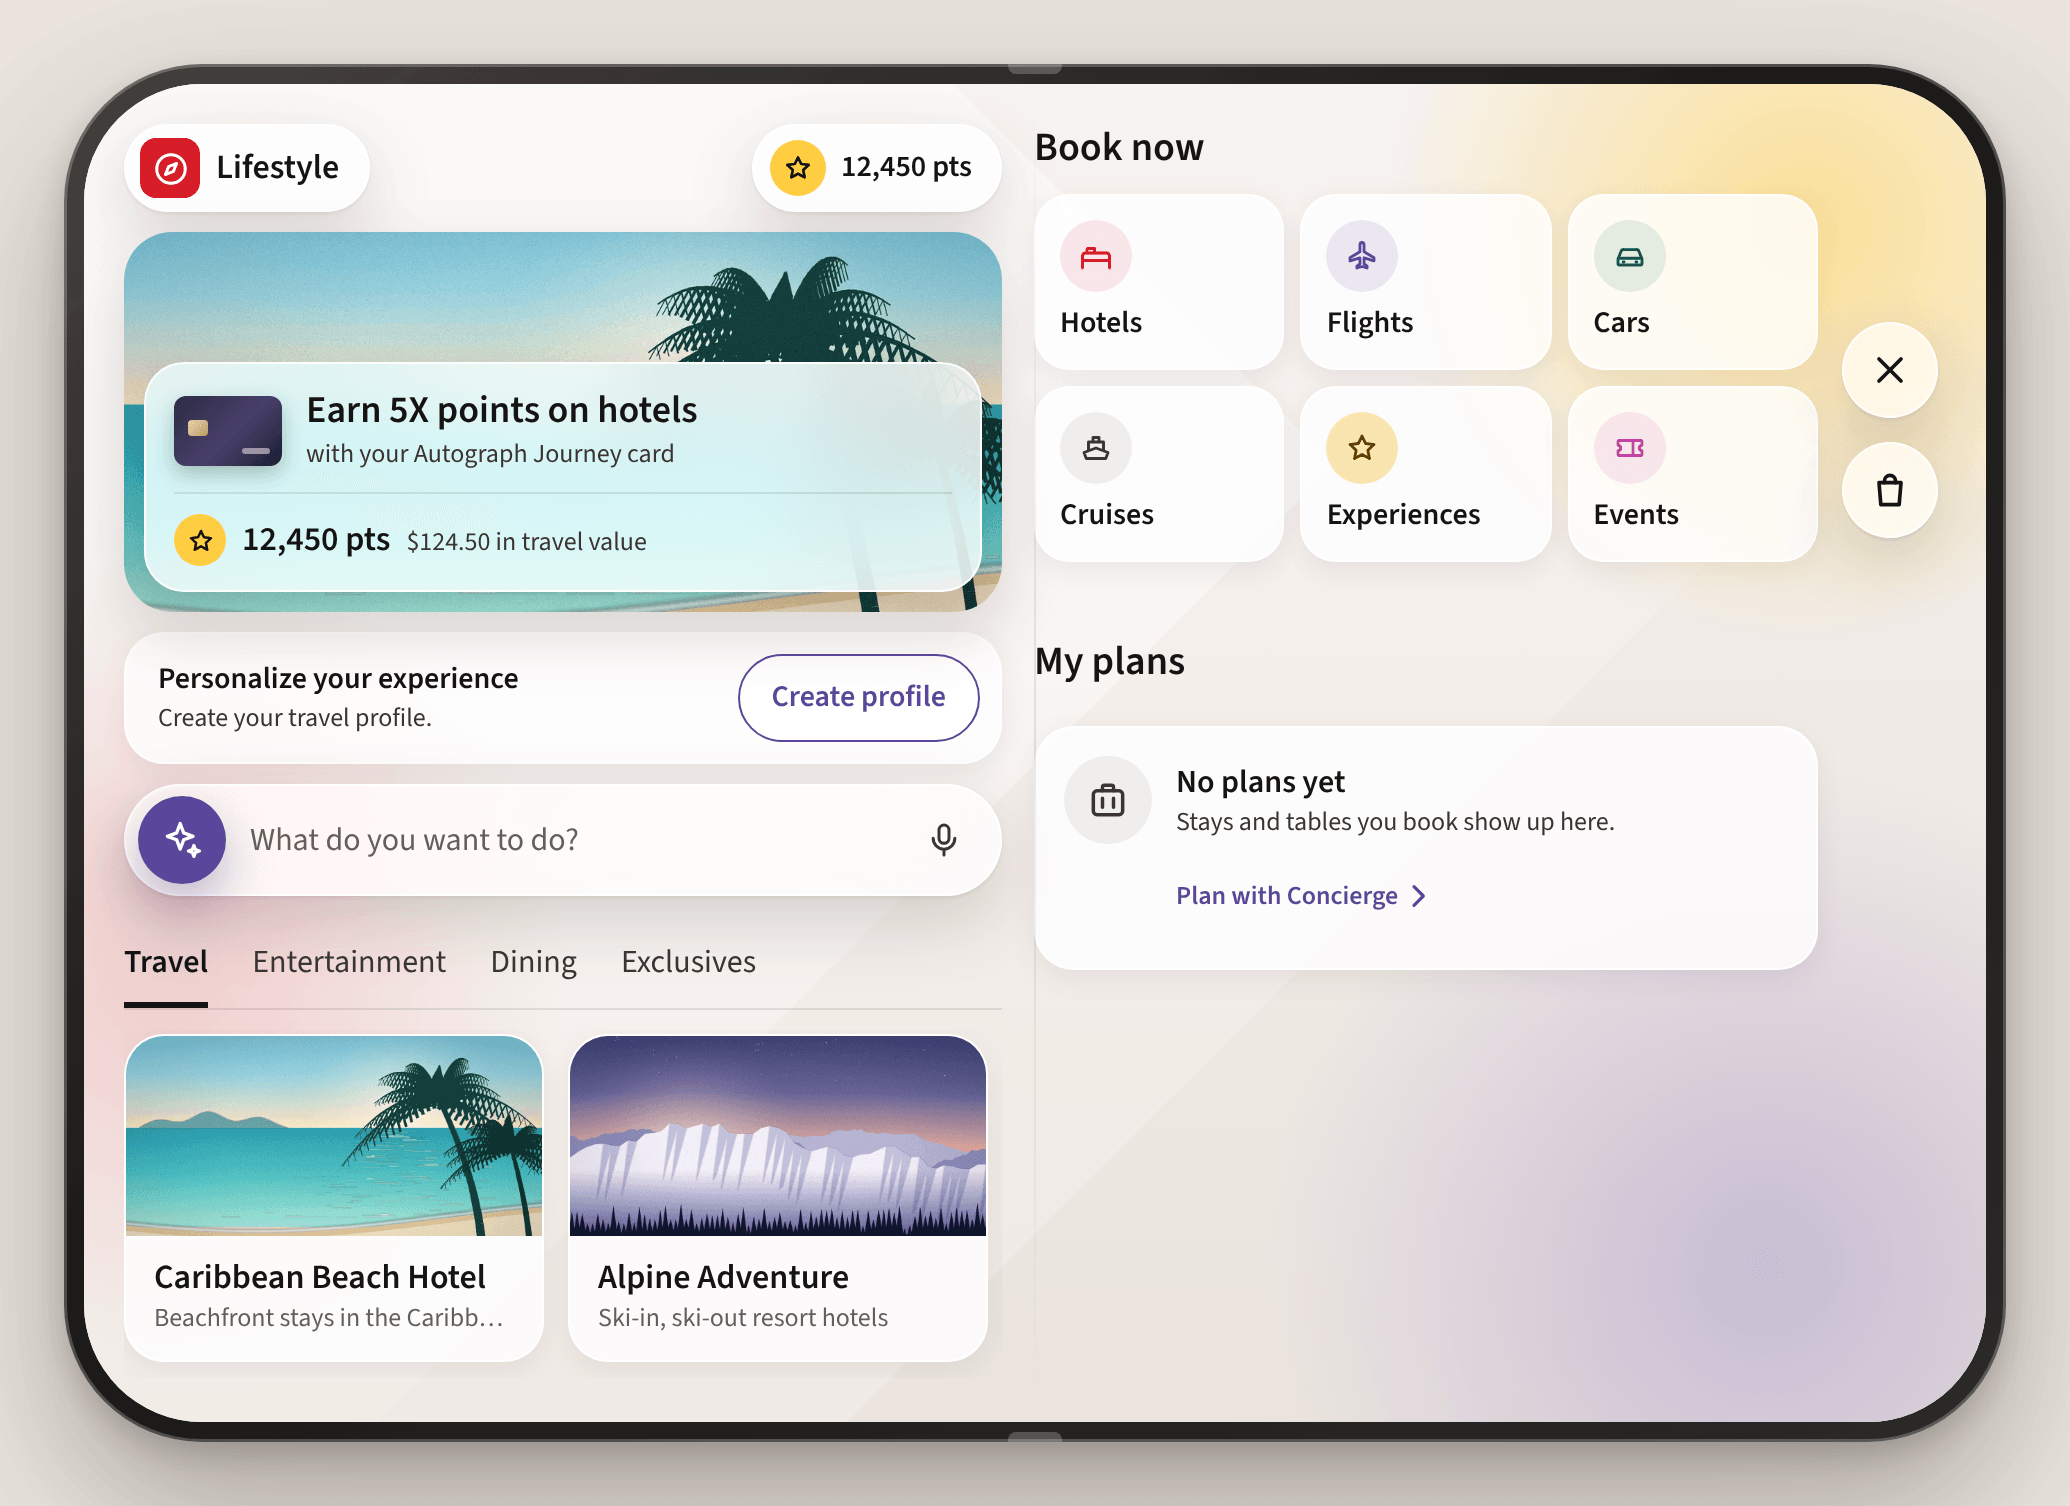 Lifestyle
12,450 pts
Earn 5X points on hotels
with your Autograph Journey card
12,450 pts $124.50 in travel value
Personalize your experience
Create your travel profile.
Create profile
What do you want to do?
Travel Entertainment Dining Exclusives
Caribbean Beach Hotel
Beachfront stays in the Caribb...
Alpine Adventure
Ski-in, ski-out resort hotels
Book now
Hotels
Flights
Cars
Cruises
Experiences
Events
My plans
No plans yet
Stays and tables you book show up here.
Plan with Concierge